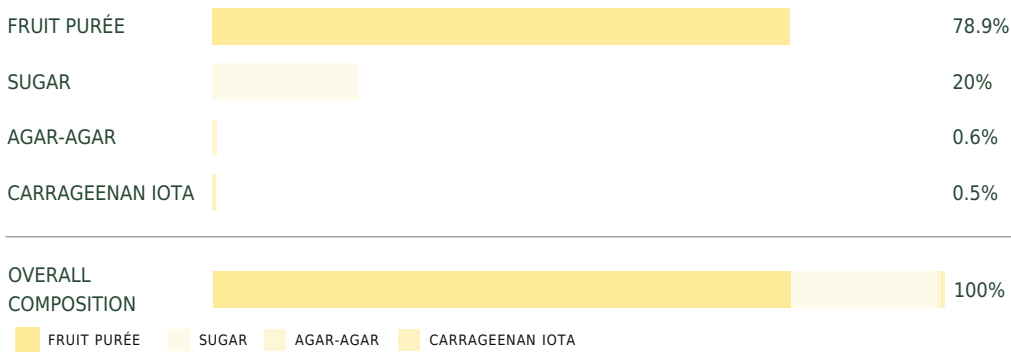 FRUIT PURÉE 78.9%
SUGAR 20%
AGAR-AGAR 0.6%
CARRAGEENAN IOTA 0.5%
OVERALL
COMPOSITION 100%
FRUIT PURÉE SUGAR AGAR-AGAR CARRAGEENAN IOTA